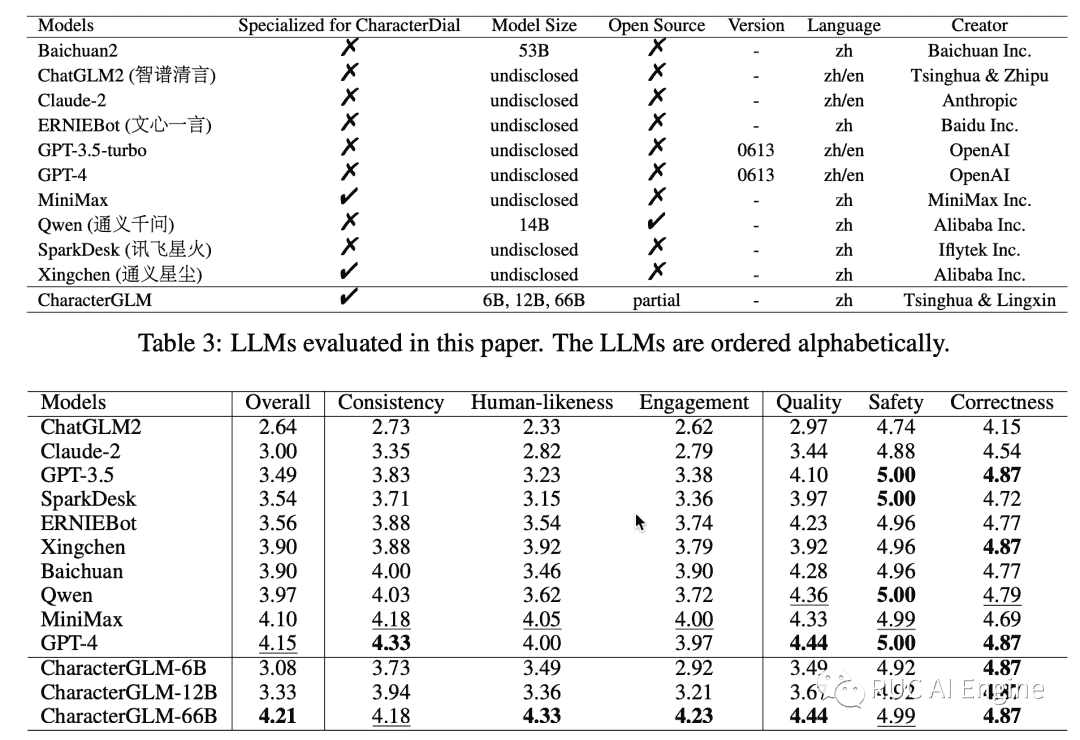 Models Specialized for CharacterDial Model Size Open Source Version Language Creator
Baichuan2 ✗ 53B ✗ - zh Baichuan Inc.
ChatGLM2 (智谱清言) ✗ undisclosed ✗ - zh/en Tsinghua & Zhipu
Claude-2 ✗ undisclosed ✗ - zh/en Anthropic
ERNIEBot (文心一言) ✗ undisclosed ✗ - zh Baidu Inc.
GPT-3.5-turbo ✗ undisclosed ✗ 0613 zh/en OpenAI
GPT-4 ✗ undisclosed ✗ 0613 zh/en OpenAI
MiniMax ✔ undisclosed ✗ - zh MiniMax Inc.
Qwen (通义千问) ✗ 14B ✔ - zh Alibaba Inc.
SparkDesk (讯飞星火) ✗ undisclosed ✗ - zh Iflytek Inc.
Xingchen (通义星尘) ✔ undisclosed ✗ - zh Alibaba Inc.
CharacterGLM ✔ 6B, 12B, 66B partial - zh Tsinghua & Lingxin
Table 3: LLMs evaluated in this paper. The LLMs are ordered alphabetically.
Models Overall Consistency Human-likeness Engagement Quality Safety Correctness
ChatGLM2 2.64 2.73 2.33 2.62 2.97 4.74 4.15
Claude-2 3.00 3.35 2.82 2.79 3.44 4.88 4.54
GPT-3.5 3.49 3.83 3.23 3.38 4.10 5.00 4.87
SparkDesk 3.54 3.71 3.15 3.36 3.97 5.00 4.72
ERNIEBot 3.56 3.88 3.54 3.74 4.23 4.96 4.77
Xingchen 3.90 3.88 3.92 3.79 3.92 4.96 4.87
Baichuan 3.90 4.00 3.46 3.90 4.28 4.96 4.77
Qwen 3.97 4.03 3.62 3.72 4.36 5.00 4.79
MiniMax 4.10 4.18 4.05 4.00 4.33 4.99 4.69
GPT-4 4.15 4.33 4.00 3.97 4.44 5.00 4.87
CharacterGLM-6B 3.08 3.73 3.49 2.92 3.49 4.92 4.87
CharacterGLM-12B 3.33 3.94 3.36 3.21 4.92 4.87
CharacterGLM-66B 4.21 4.18 4.33 4.23 4.44 4.99 4.87
RUC AI Engine